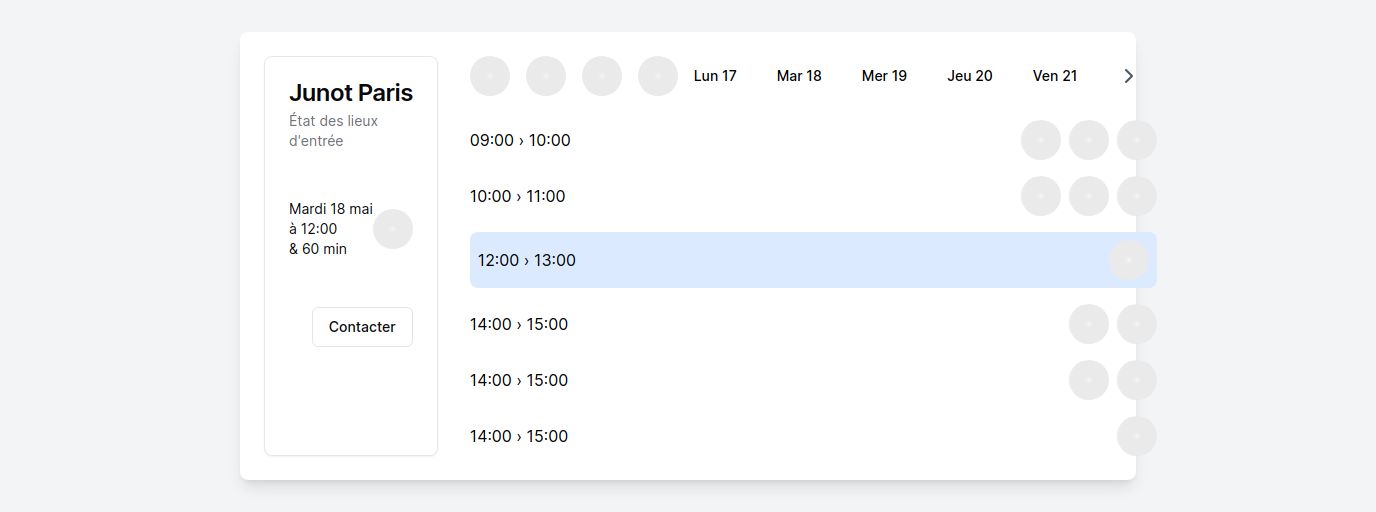 Junot Paris
État des lieux
d'entrée
Mardi 18 mai
à 12:00
& 60 min
Contacter
Lun 17 Mar 18 Mer 19 Jeu 20 Ven 21
09:00 › 10:00
10:00 › 11:00
12:00 › 13:00
14:00 › 15:00
14:00 › 15:00
14:00 › 15:00